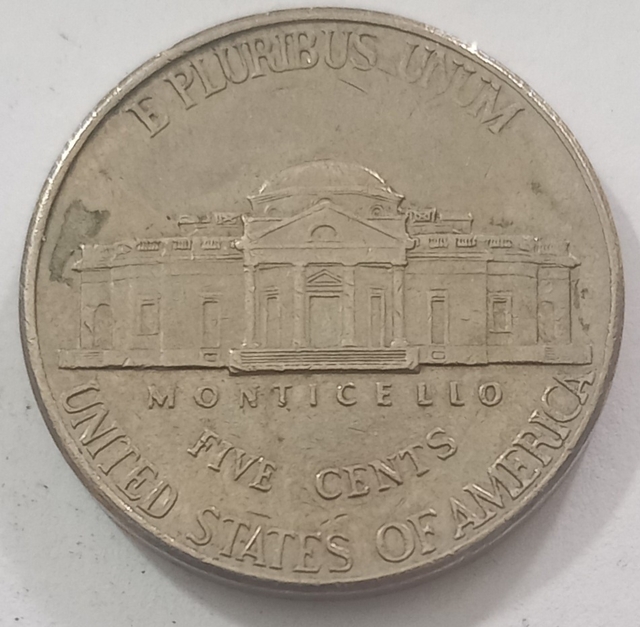 E PLURIBUS UNUM
MONTICELLO
FIVE CENTS
UNITED STATES OF AMERICA